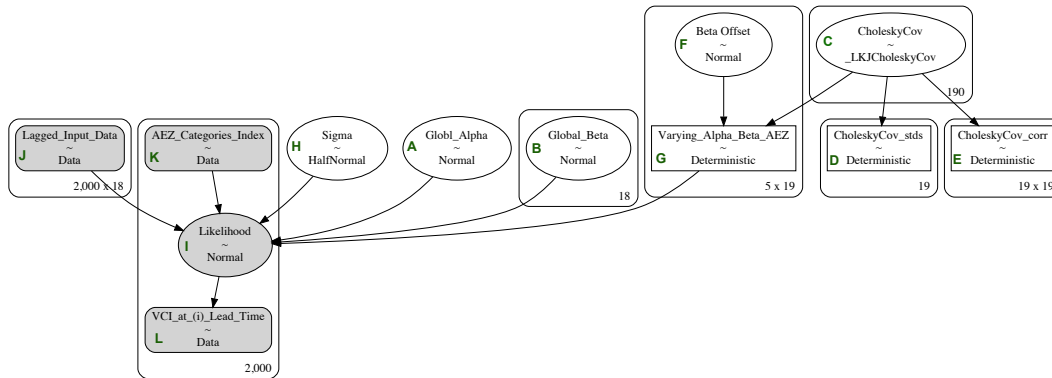 Beta Offset
F
~
Normal
CholeskyCov
C
~
_LKJCholeskyCov
190
Lagged_Input_Data
J
~
Data
2,000 x 18
AEZ_Categories_Index
K
~
Data
Sigma
H
~
HalfNormal
Globl_Alpha
A
~
Normal
Global_Beta
B
~
Normal
18
Varying_Alpha_Beta_AEZ
G
~
Deterministic
5 x 19
CholeskyCov_stds
D
~
Deterministic
19
CholeskyCov_corr
E
~
Deterministic
19 x 19
Likelihood
I
~
Normal
VCI_at_(i)_Lead_Time
L
~
Data
2,000